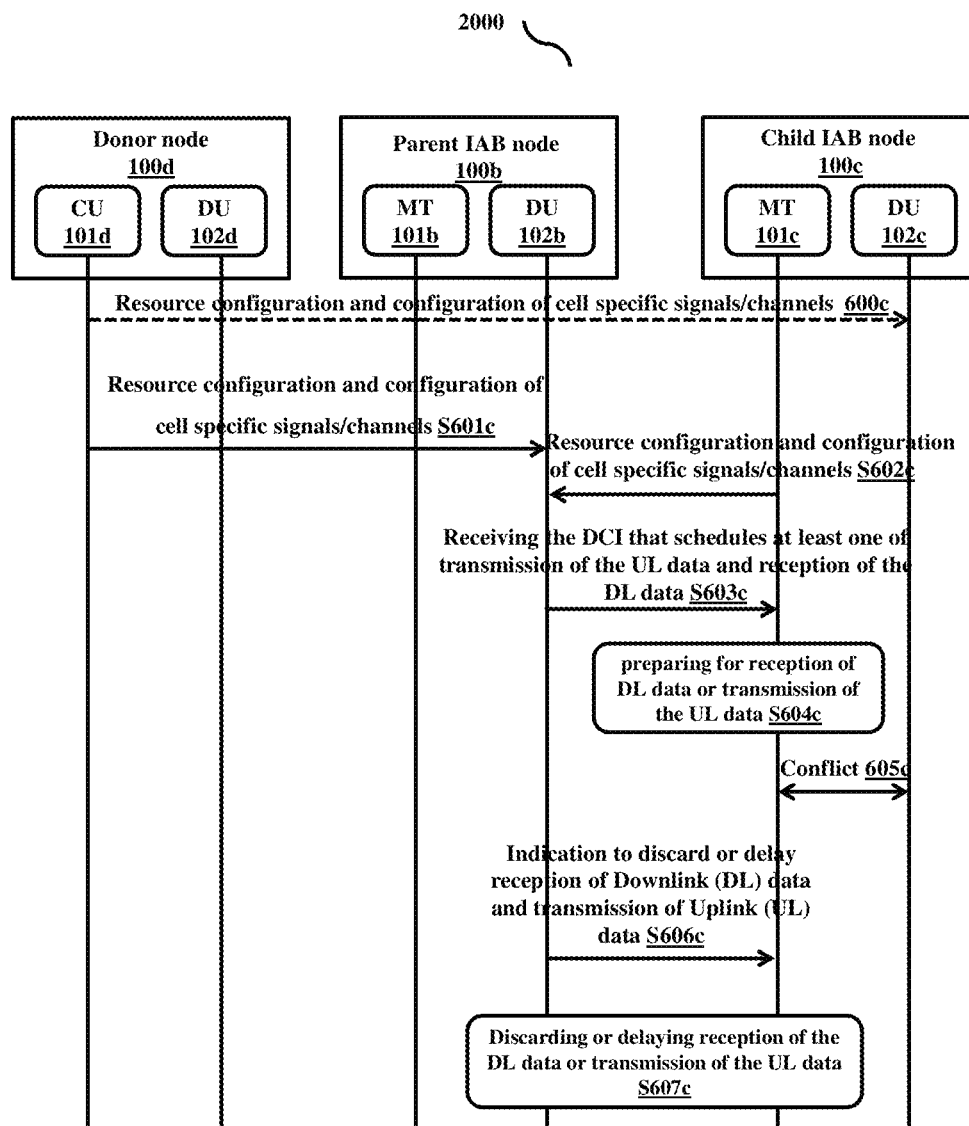 2000
Donor node
100d
CU
101d
DU
102d
Parent IAB node
100b
MT
101b
DU
102b
Child IAB node
100c
MT
101c
DU
102c
Resource configuration and configuration of cell specific signals/channels 600c
Resource configuration and configuration of
cell specific signals/channels S601c
Resource configuration and configuration
of cell specific signals/channels S602c
Receiving the DCI that schedules at least one of
transmission of the UL data and reception of the
DL data S603c
preparing for reception of
DL data or transmission of
the UL data S604c
Conflict 605c
Indication to discard or delay
reception of Downlink (DL) data
and transmission of Uplink (UL)
data S606c
Discarding or delaying reception of the
DL data or transmission of the UL data
S607c